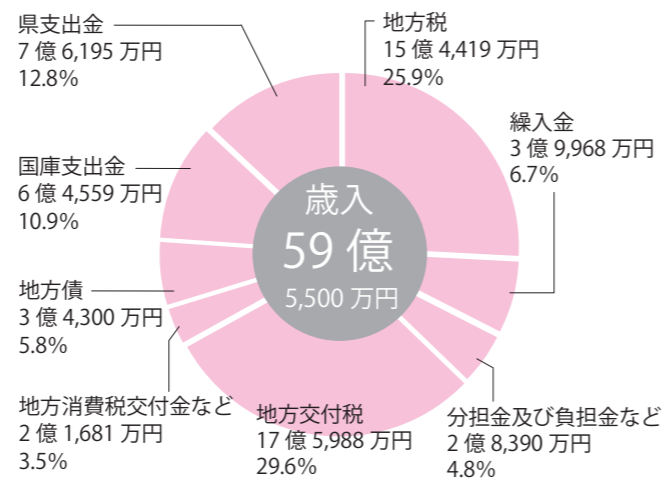 県支出金
7 億 6,195 万円
12.8%
地方税
15 億 4,419 万円
25.9%
繰入金
3 億 9,968 万円
6.7%
国庫支出金
6 億 4,559 万円
10.9%
歳入
59 億
5,500 万円
地方債
3 億 4,300 万円
5.8%
地方消費税交付金など
2 億 1,681 万円
3.5%
地方交付税
17 億 5,988 万円
29.6%
分担金及び負担金など
2 億 8,390 万円
4.8%